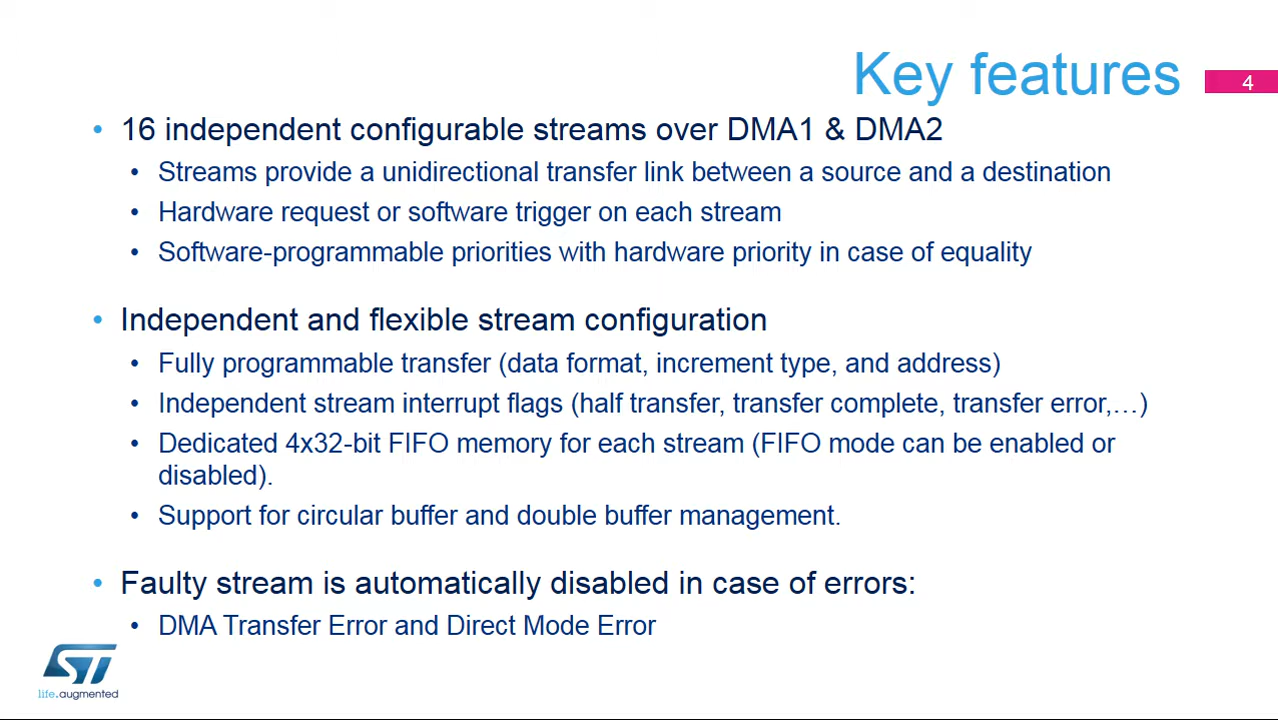 Key features
4
• 16 independent configurable streams over DMA1 & DMA2
• Streams provide a unidirectional transfer link between a source and a destination
• Hardware request or software trigger on each stream
• Software-programmable priorities with hardware priority in case of equality
• Independent and flexible stream configuration
• Fully programmable transfer (data format, increment type, and address)
• Independent stream interrupt flags (half transfer, transfer complete, transfer error,…)
• Dedicated 4x32-bit FIFO memory for each stream (FIFO mode can be enabled or
disabled).
• Support for circular buffer and double buffer management.
• Faulty stream is automatically disabled in case of errors:
• DMA Transfer Error and Direct Mode Error
ST
life.augmented